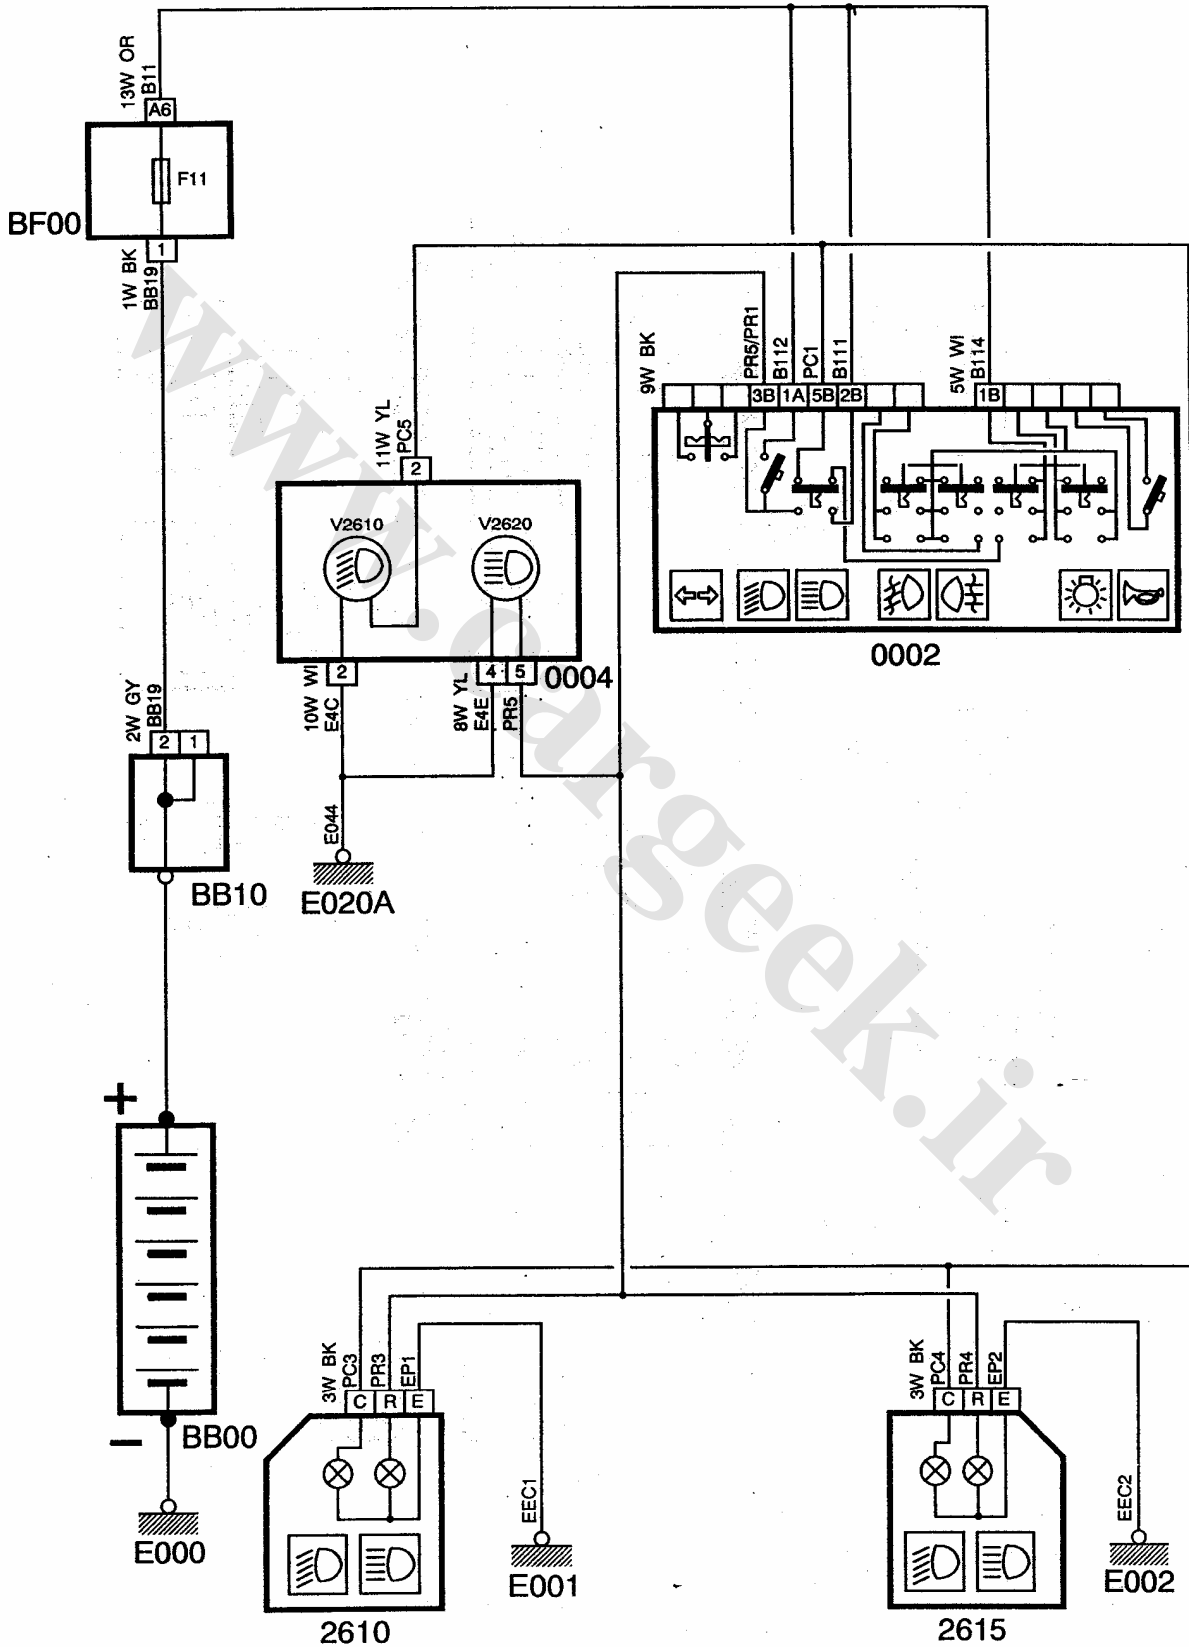 13W OR
B11
A6
F11
BF00
1
1W BK
BB19
9W BK
PR5/PR1
B112
PC1
B111
5W WI
B114
3B
1A
5B
2B
1B
11W YL
PC5
2
V2610
V2620
0002
2
4
5
0004
10W WI
E4C
8W YL
E4E
PR5
2W GY
BB19
2
1
E044
BB10
E020A
+
www.cargeek.ir
3W BK
PC3
PR3
EP1
3W BK
PC4
PR4
EP2
C
R
E
C
R
E
−
BB00
EEC1
EEC2
E000
E001
E002
2610
2615